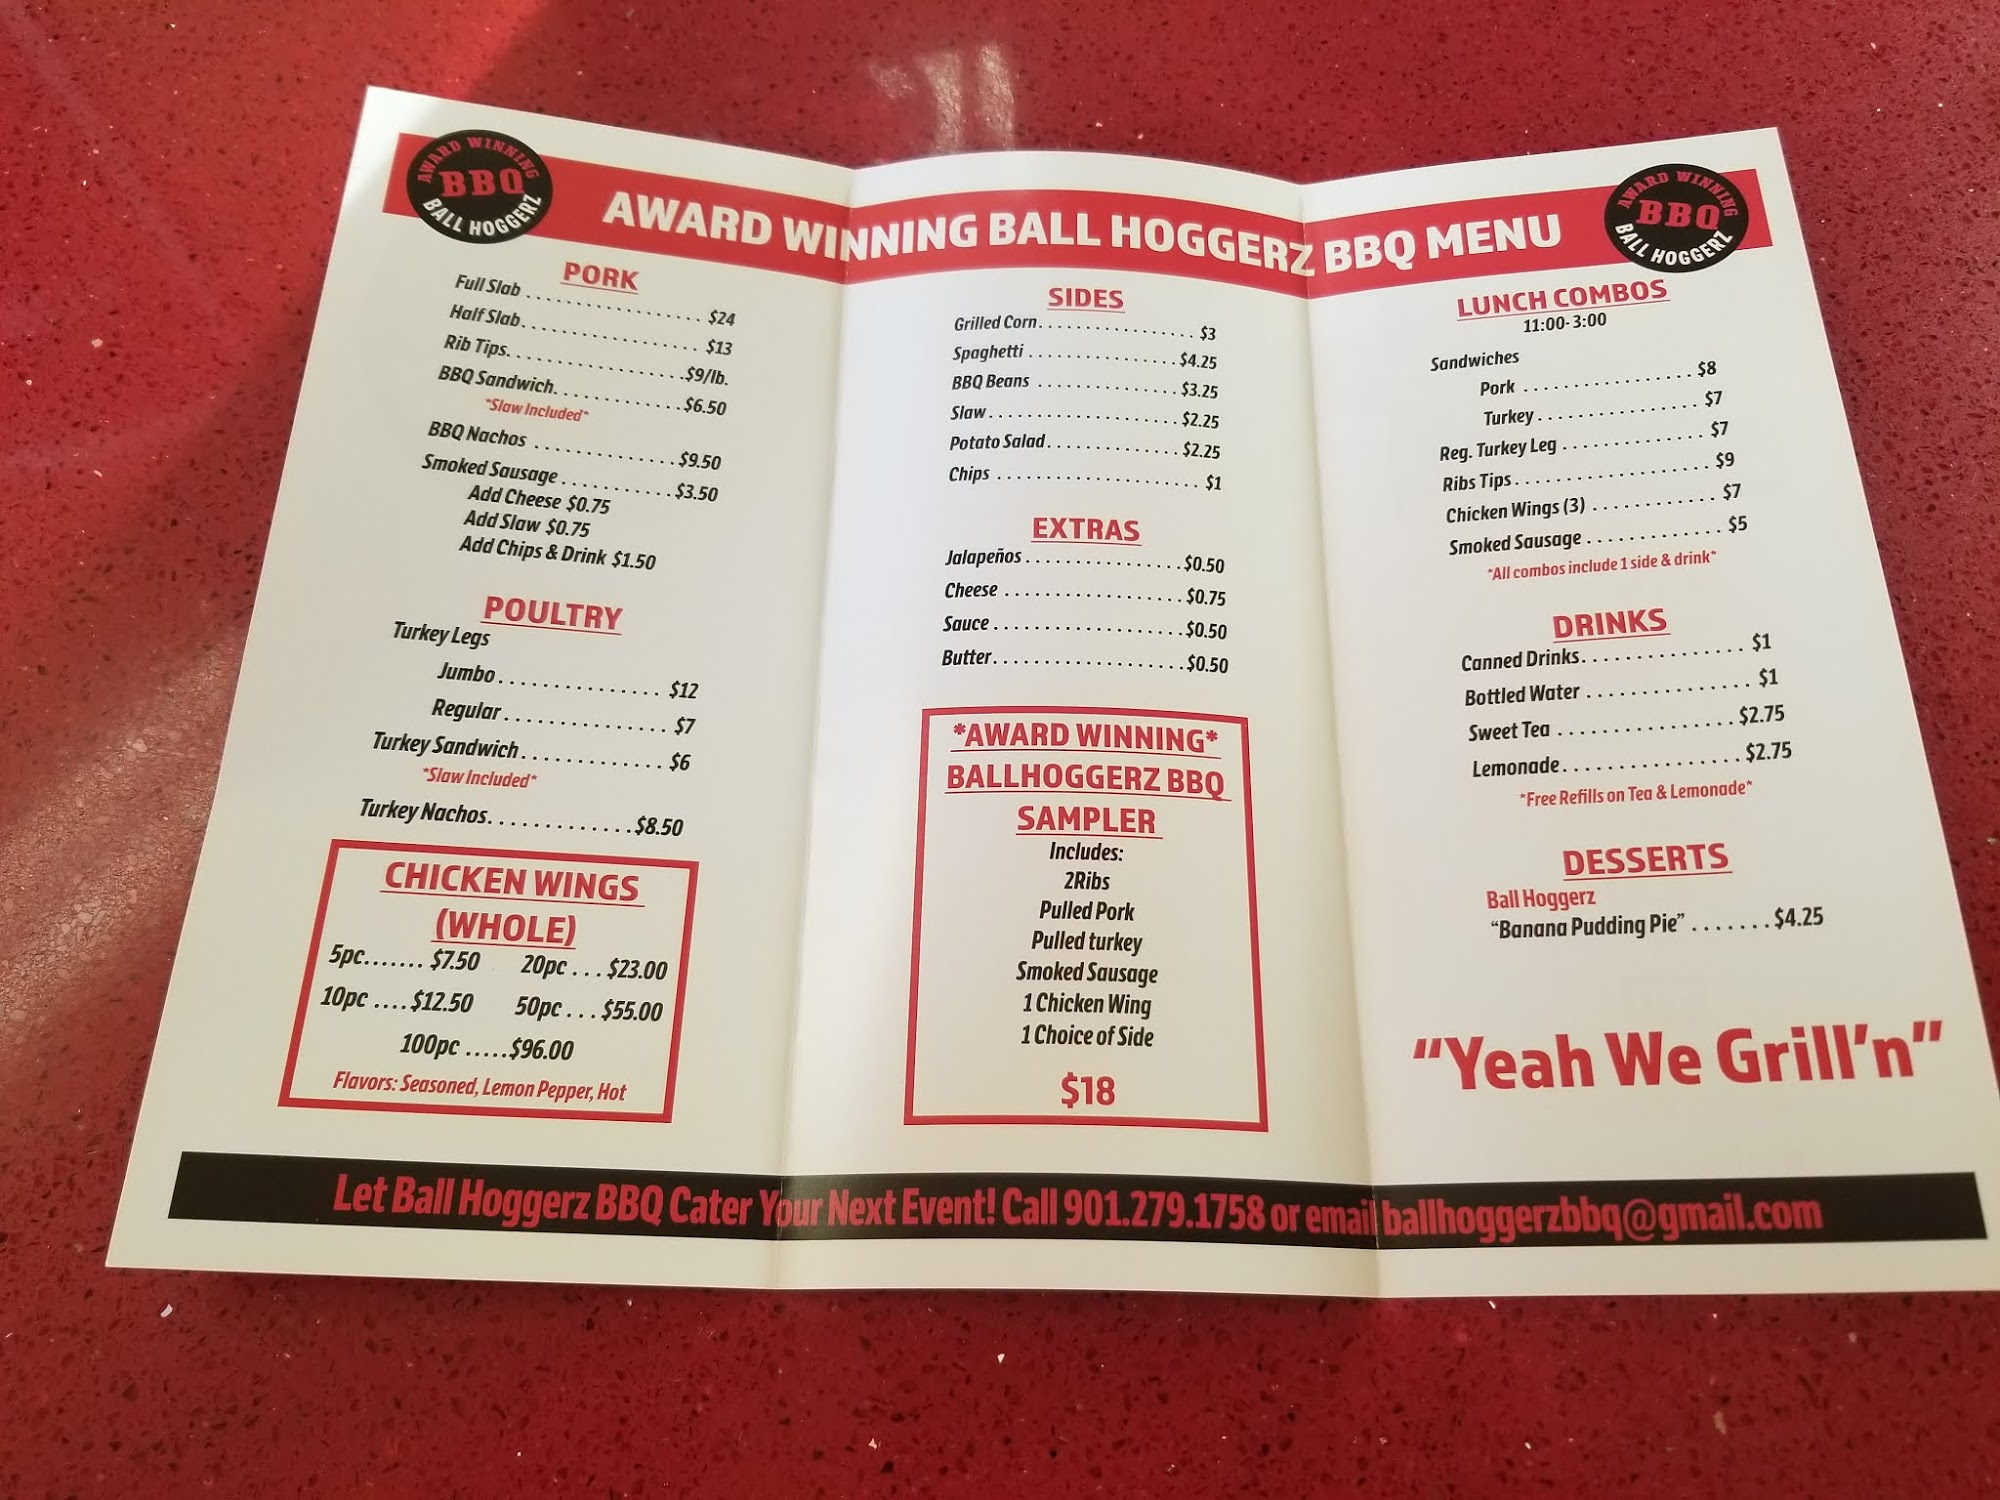 AWARD WINNING
BBQ
BALL HOGGERZ
AWARD WINNING BALL HOGGERZ BBQ MENU
AWARD WINNING
BBQ
BALL HOGGERZ
PORK
Full Slab . . . . . . . . . . . . . . . . . $24
Half Slab. . . . . . . . . . . . . . . . . $13
Rib Tips. . . . . . . . . . . . . . . . .$9/lb.
BBQ Sandwich. . . . . . . . . . . . .$6.50
*Slaw Included*
BBQ Nachos . . . . . . . . . . . . . .$9.50
Smoked Sausage . . . . . . . . . . .$3.50
Add Cheese $0.75
Add Slaw $0.75
Add Chips & Drink $1.50
POULTRY
Turkey Legs
Jumbo. . . . . . . . . . . . . . . $12
Regular. . . . . . . . . . . . . . . $7
Turkey Sandwich. . . . . . . . . . . . . $6
*Slaw Included*
Turkey Nachos. . . . . . . . . . . . .$8.50
CHICKEN WINGS
(WHOLE)
5pc....... $7.50 20pc . . . $23.00
10pc ....$12.50 50pc . . . $55.00
100pc .....$96.00
Flavors: Seasoned, Lemon Pepper, Hot
SIDES
Grilled Corn. . . . . . . . . . . . . . . . $3
Spaghetti . . . . . . . . . . . . . . . $4.25
BBQ Beans . . . . . . . . . . . . . . $3.25
Slaw . . . . . . . . . . . . . . . . . . . $2.25
Potato Salad. . . . . . . . . . . . . $2.25
Chips . . . . . . . . . . . . . . . . . . . . . $1
EXTRAS
Jalapeños . . . . . . . . . . . . . . . .$0.50
Cheese . . . . . . . . . . . . . . . . . .$0.75
Sauce . . . . . . . . . . . . . . . . . . .$0.50
Butter. . . . . . . . . . . . . . . . . . .$0.50
*AWARD WINNING*
BALLHOGGERZ BBQ
SAMPLER
Includes:
2Ribs
Pulled Pork
Pulled turkey
Smoked Sausage
1 Chicken Wing
1 Choice of Side
$18
LUNCH COMBOS
11:00- 3:00
Sandwiches
Pork . . . . . . . . . . . . . . . . . $8
Turkey . . . . . . . . . . . . . . . . $7
Reg. Turkey Leg . . . . . . . . . . . . . . $7
Ribs Tips. . . . . . . . . . . . . . . . . . . $9
Chicken Wings (3) . . . . . . . . . . . . $7
Smoked Sausage . . . . . . . . . . . . . $5
*All combos include 1 side & drink*
DRINKS
Canned Drinks. . . . . . . . . . . . . . . $1
Bottled Water . . . . . . . . . . . . . . . $1
Sweet Tea . . . . . . . . . . . . . . . . $2.75
Lemonade. . . . . . . . . . . . . . . . $2.75
*Free Refills on Tea & Lemonade*
DESSERTS
Ball Hoggerz
“Banana Pudding Pie” . . . . . . . $4.25
“Yeah We Grill’n”
Let Ball Hoggerz BBQ Cater Your Next Event! Call 901.279.1758 or email ballhoggerzbbq@gmail.com